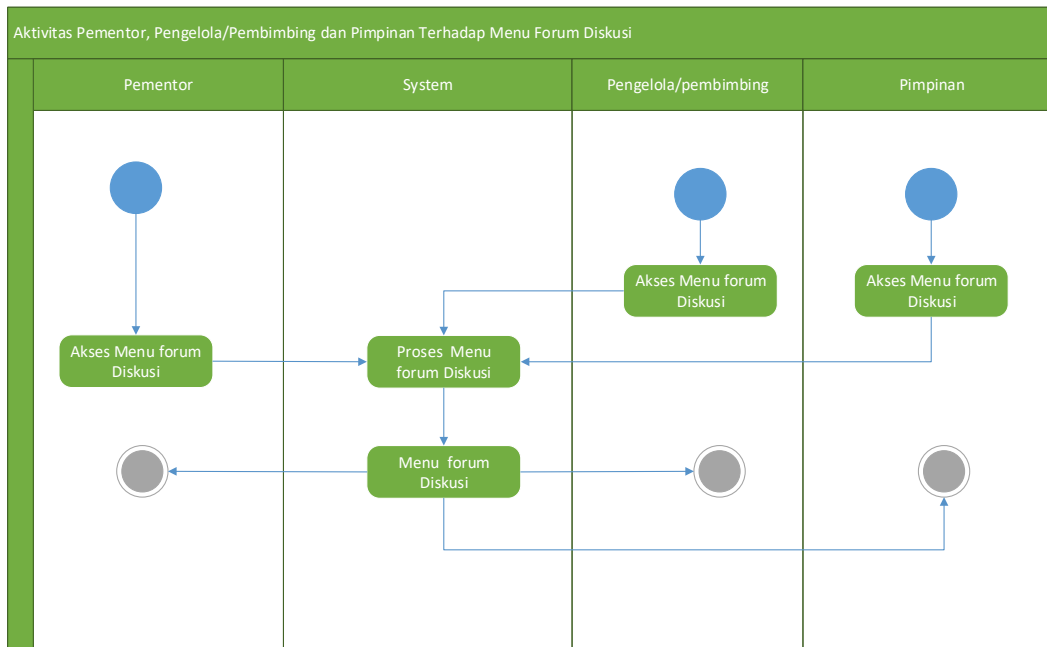 Aktivitas Pementor, Pengelola/Pembimbing dan Pimpinan Terhadap Menu Forum Diskusi
Pementor
System
Pengelola/pembimbing
Pimpinan
Akses Menu forum
Diskusi
Akses Menu forum
Diskusi
Akses Menu forum
Diskusi
Proses Menu
forum Diskusi
Menu forum
Diskusi